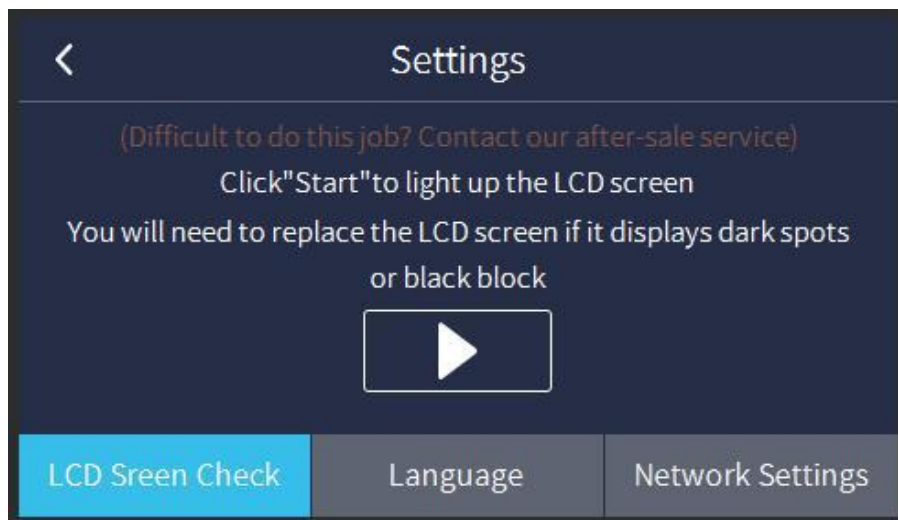 Settings
(Difficult to do this job? Contact our after-sale service)
Click"Start"to light up the LCD screen
You will need to replace the LCD screen if it displays dark spots
or black block
LCD Sreen Check
Language
Network Settings